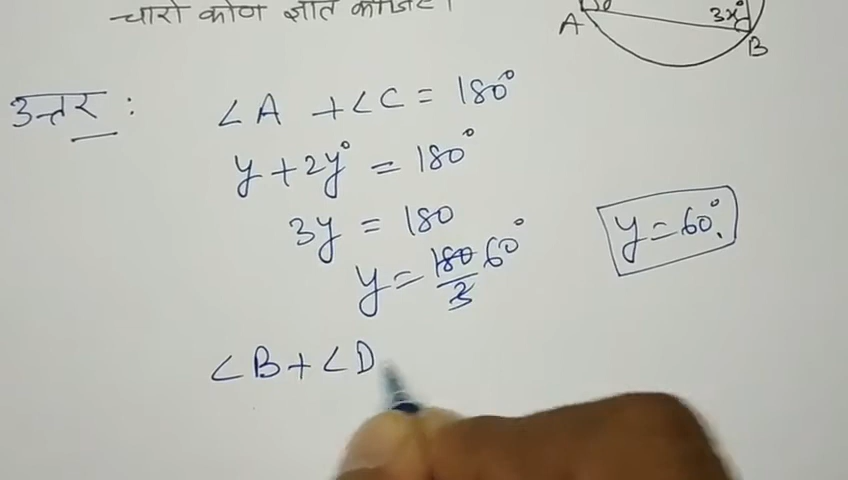 चारों कोण ज्ञात कीजिए।
A
3x°
B
उत्तर :
∠A + ∠C = 180°
y + 2y° = 180°
3y = 180
y = 180/3 60°
y = 60°.
∠B + ∠D